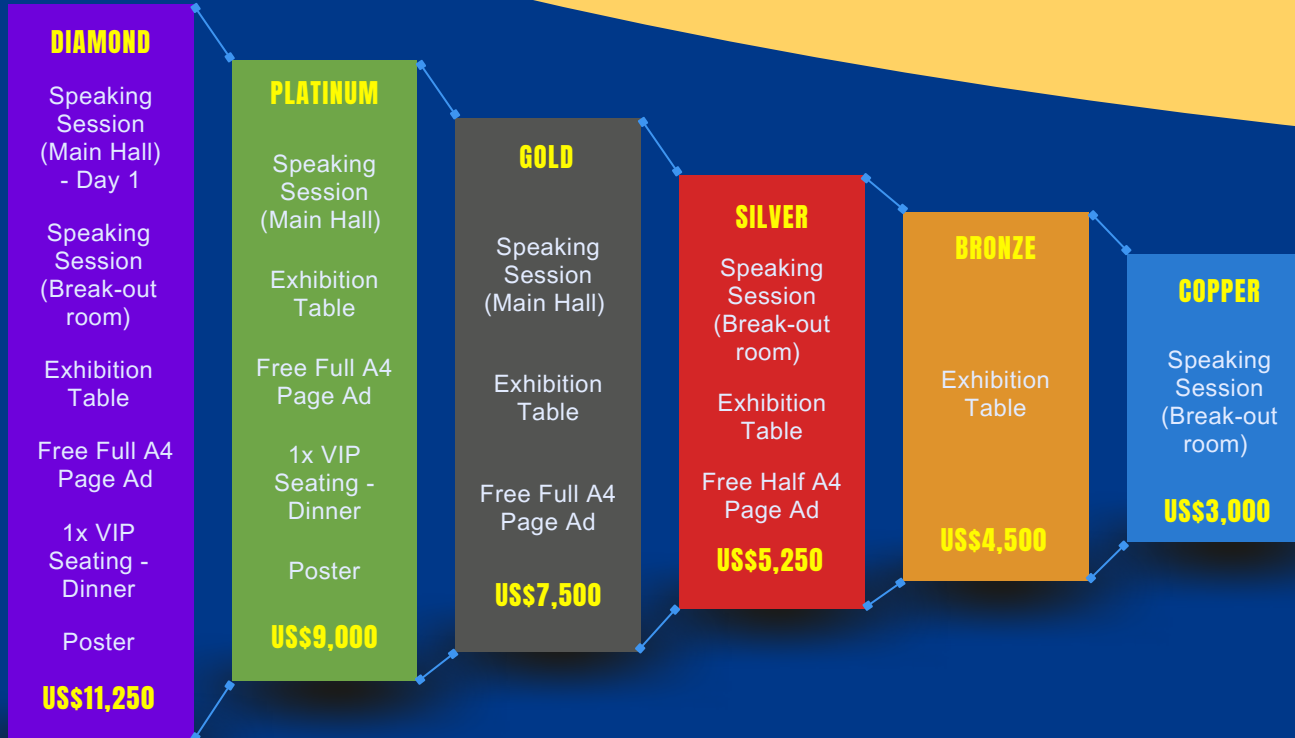 DIAMOND
Speaking
Session
(Main Hall)
- Day 1
Speaking
Session
(Break-out
room)
Exhibition
Table
Free Full A4
Page Ad
1x VIP
Seating -
Dinner
Poster
US$11,250
PLATINUM
Speaking
Session
(Main Hall)
Exhibition
Table
Free Full A4
Page Ad
1x VIP
Seating -
Dinner
Poster
US$9,000
GOLD
Speaking
Session
(Main Hall)
Exhibition
Table
Free Full A4
Page Ad
US$7,500
SILVER
Speaking
Session
(Break-out
room)
Exhibition
Table
Free Half A4
Page Ad
US$5,250
BRONZE
Exhibition
Table
US$4,500
COPPER
Speaking
Session
(Break-out
room)
US$3,000